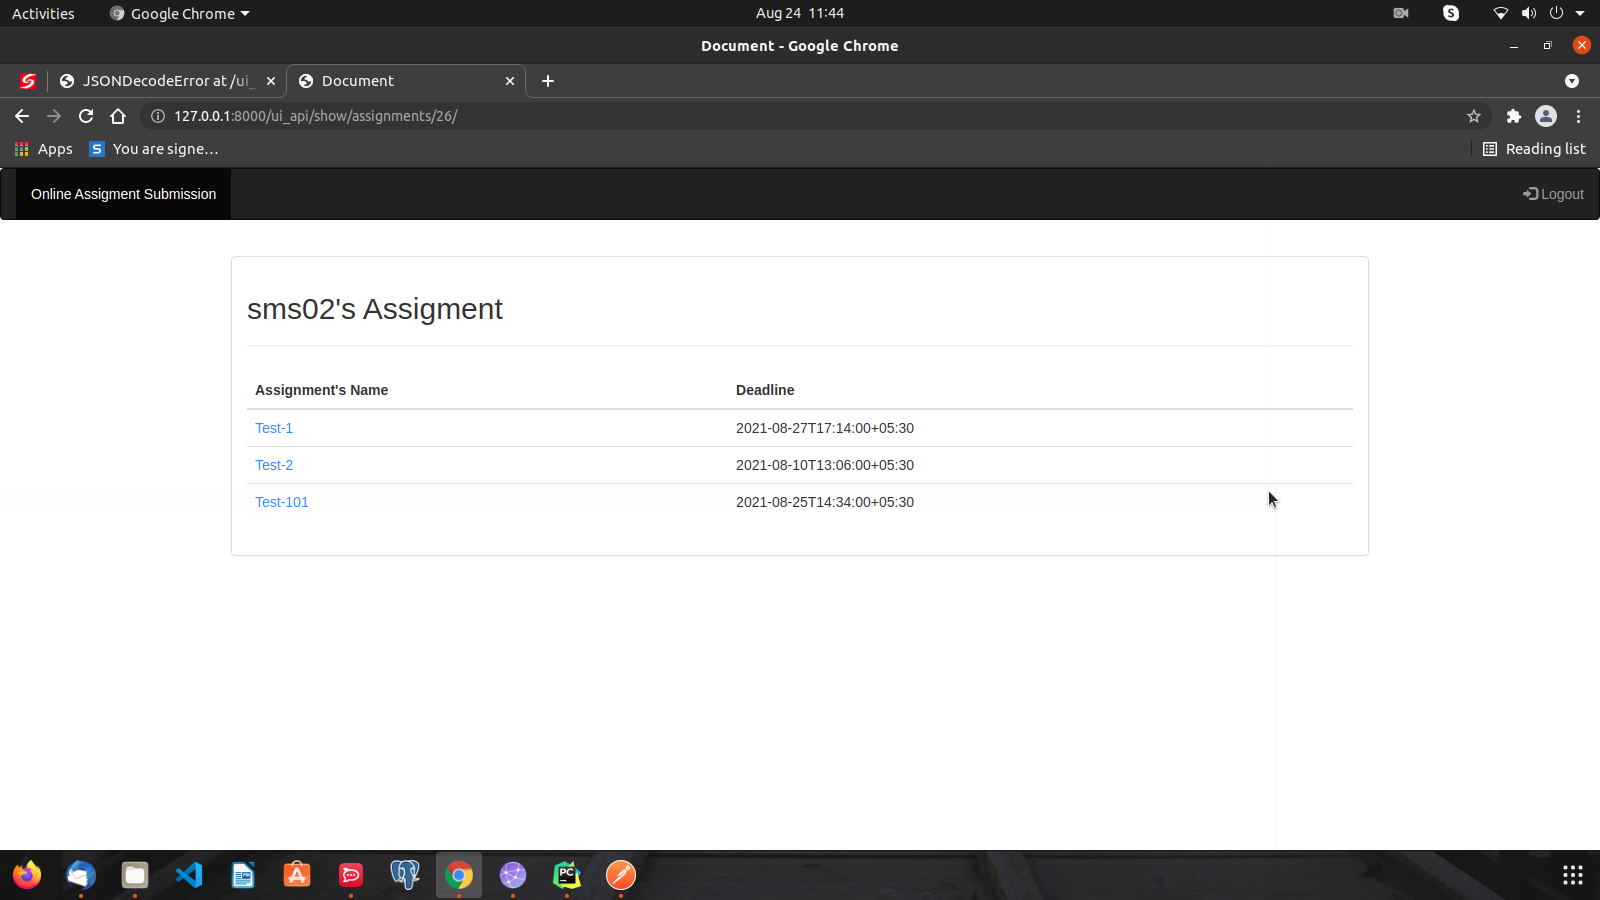 Activities
Google Chrome
Aug 24 11:44
Document - Google Chrome
JSONDecodeError at /ui_
Document
127.0.0.1:8000/ui_api/show/assignments/26/
Apps
You are signe...
Reading list
Online Assigment Submission
Logout
sms02's Assigment
Assignment's Name Deadline
Test-1 2021-08-27T17:14:00+05:30
Test-2 2021-08-10T13:06:00+05:30
Test-101 2021-08-25T14:34:00+05:30